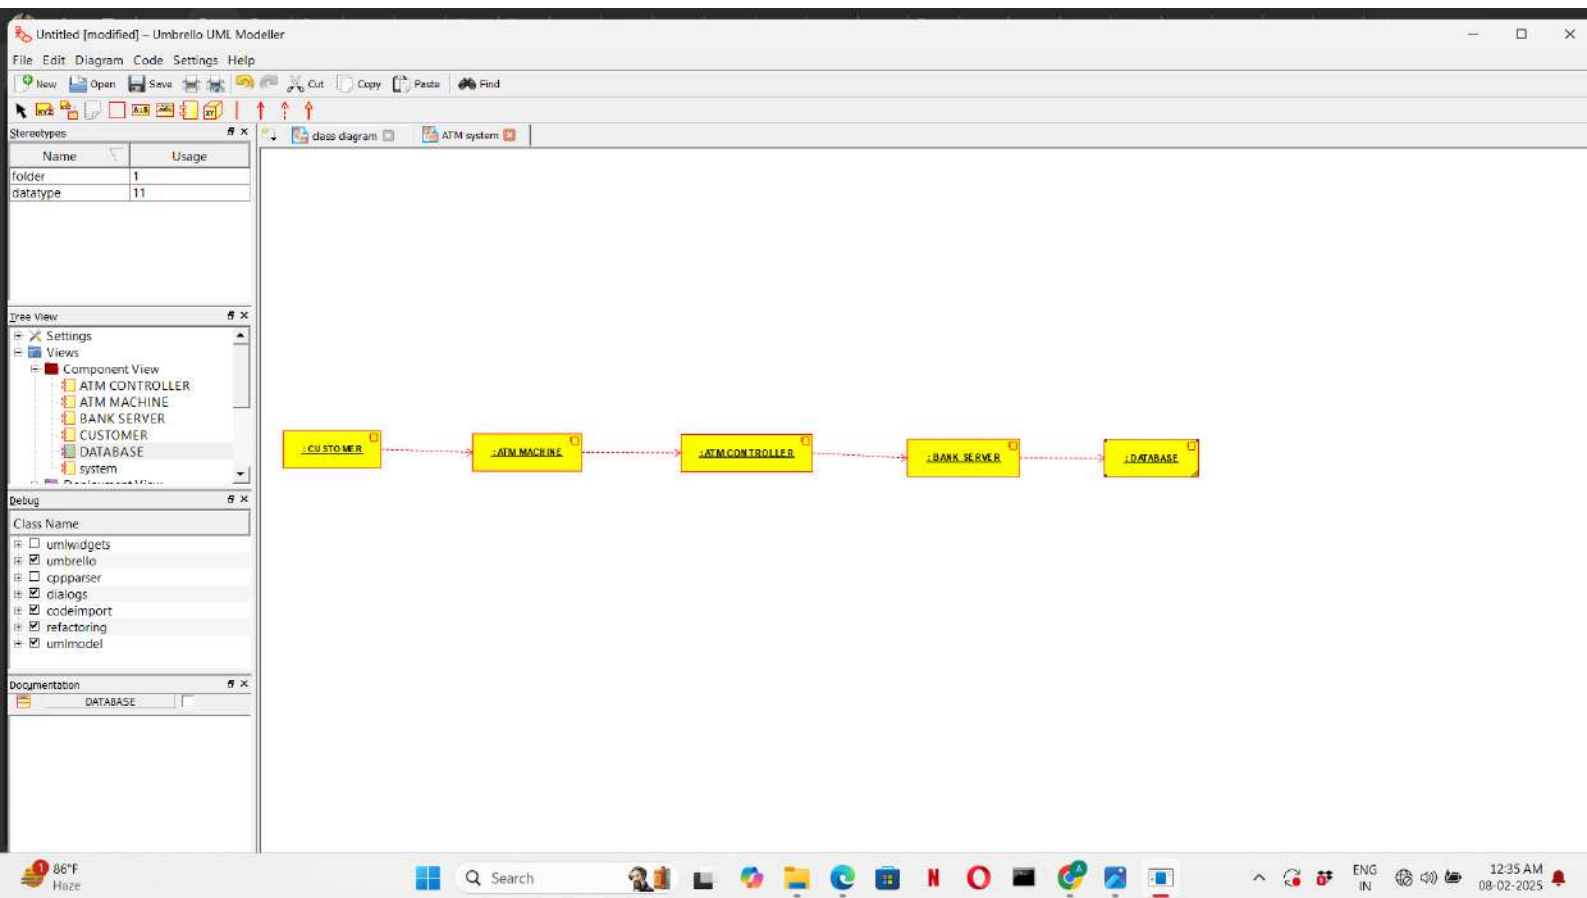 Untitled [modified] – Umbrello UML Modeller
File Edit Diagram Code Settings Help
New Open Save Cut Copy Paste Find
Stereotypes
class diagram ATM system
Name Usage
folder 1
datatype 11
Tree View
Settings
Views
Component View
ATM CONTROLLER
ATM MACHINE
BANK SERVER
CUSTOMER
DATABASE
system
: CUSTOMER
: ATM MACHINE
: ATM CONTROLLER
: BANK SERVER
: DATABASE
Debug
Class Name
umlwidgets
umbrello
cppparser
dialogs
codeimport
refactoring
umlmodel
Documentation
DATABASE
1
86°F
Haze
Search
ENG
IN
12:35 AM
08-02-2025